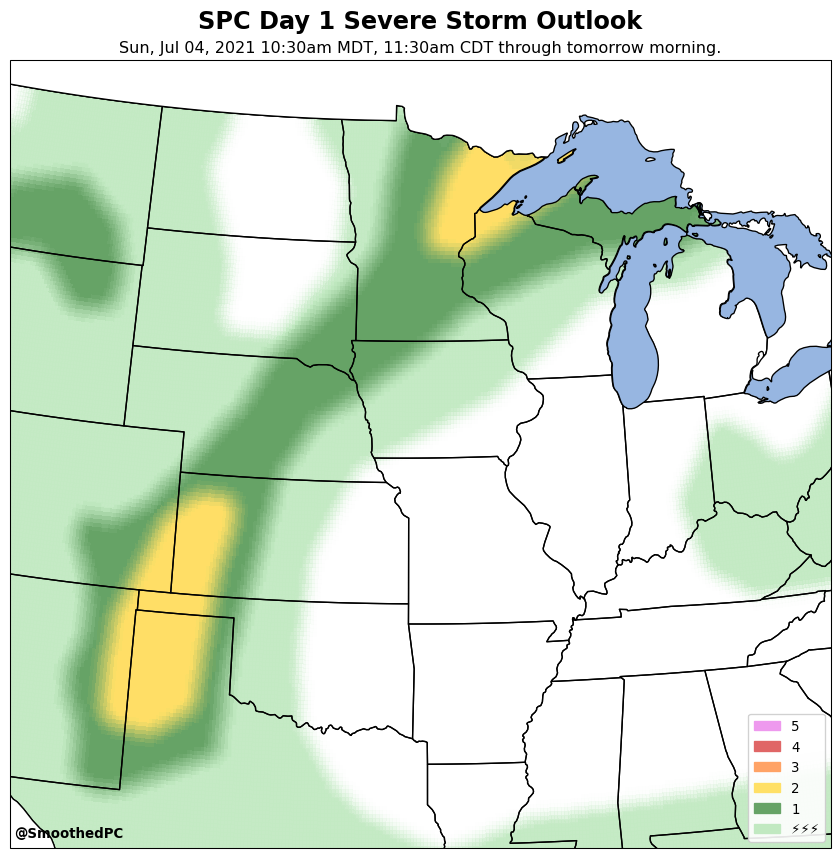 SPC Day 1 Severe Storm Outlook
Sun, Jul 04, 2021 10:30am MDT, 11:30am CDT through tomorrow morning.
5
4
3
2
1
⚡⚡⚡
@SmoothedPC